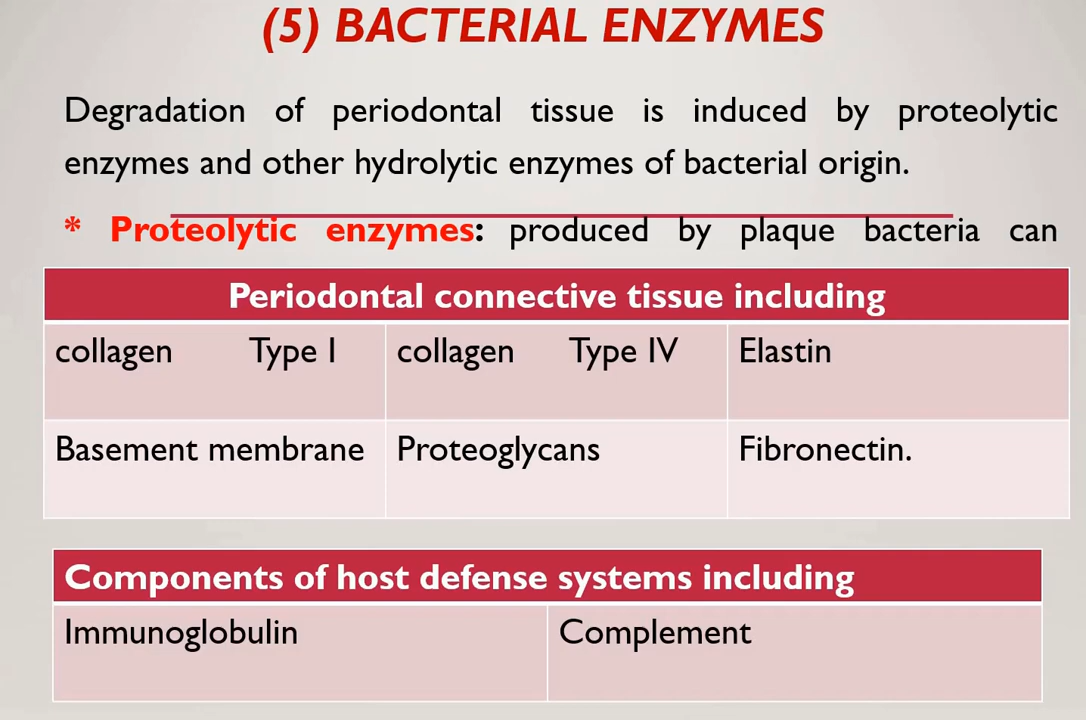 (5) BACTERIAL ENZYMES
Degradation of periodontal tissue is induced by proteolytic
enzymes and other hydrolytic enzymes of bacterial origin.
* Proteolytic enzymes: produced by plaque bacteria can
Periodontal connective tissue including
collagen Type I collagen Type IV Elastin
Basement membrane Proteoglycans Fibronectin.
Components of host defense systems including
Immunoglobulin Complement